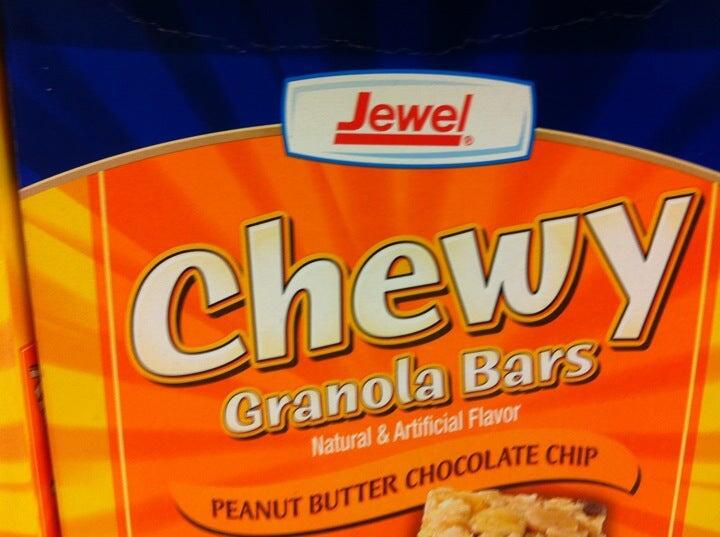 Jewel®
Chewy
Granola Bars
Natural & Artificial Flavor
PEANUT BUTTER CHOCOLATE CHIP